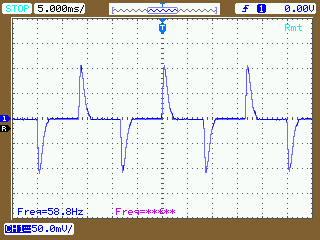 STOP 5.000ms/ 1 0.00V
T
Rmt
1
R
Freq=58.8Hz Freq=*****
CH1= 50.0mV/